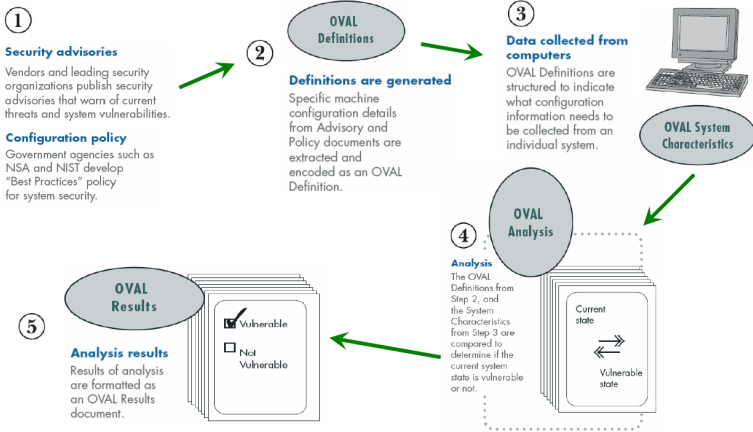 1
Security advisories
Vendors and leading security
organizations publish security
advisories that warn of current
threats and system vulnerabilities.
Configuration policy
Government agencies such as
NSA and NIST develop
"Best Practices" policy
for system security.
2
OVAL
Definitions
Definitions are generated
Specific machine
configuration details
from Advisory and
Policy documents are
extracted and
encoded as an OVAL
Definition.
3
Data collected from
computers
OVAL Definitions are
structured to indicate
what configuration
information needs to
be collected from an
individual system.
OVAL System
Characteristics
4
OVAL
Analysis
Analysis
The OVAL
Definitions from
Step 2, and
the System
Characteristics
from Step 3 are
compared to
determine if the
current system
state is vulnerable
or not.
Current
state
Vulnerable
state
5
OVAL
Results
Analysis results
Results of analysis
are formatted as
an OVAL Results
document.
Vulnerable
Not
Vulnerable